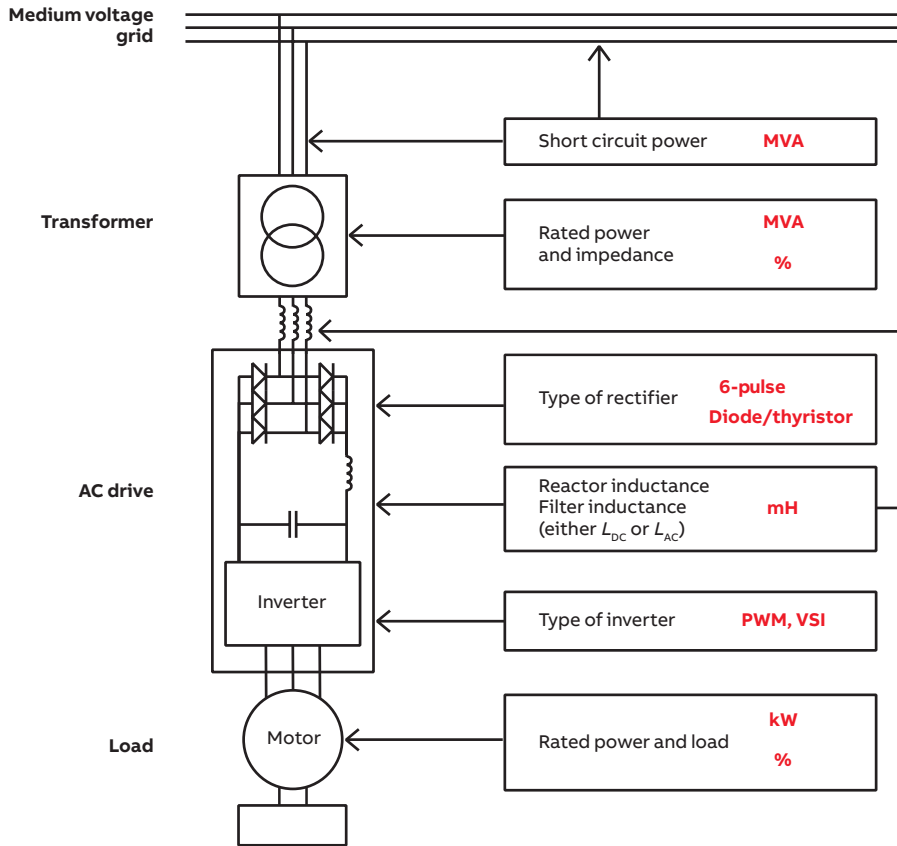 Medium voltage
grid
Short circuit power MVA
Transformer
Rated power MVA
and impedance
%
Type of rectifier 6-pulse
Diode/thyristor
AC drive
Reactor inductance
Filter inductance mH
(either L_DC or L_AC)
Inverter
Type of inverter PWM, VSI
Load
Motor
Rated power and load kW
%